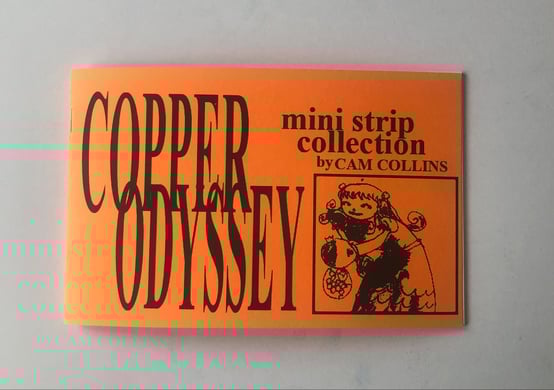 COPPER
ODYSSEY
mini strip
collection
by CAM COLLINS